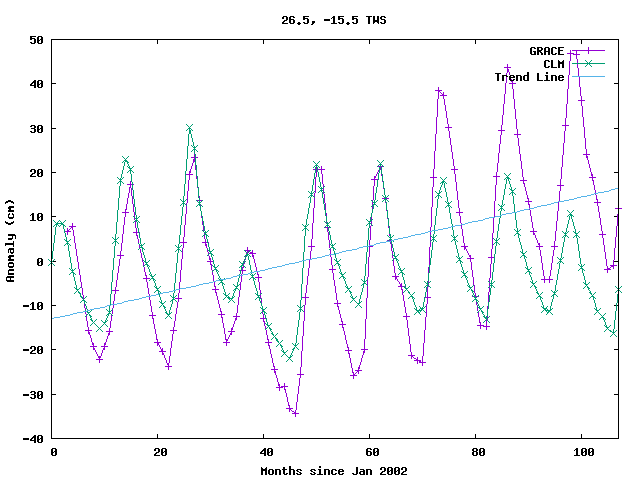 26.5, -15.5 TWS
GRACE
CLM
Trend Line
50
40
30
20
10
0
-10
-20
-30
-40
Anomaly (cm)
0 20 40 60 80 100
Months since Jan 2002